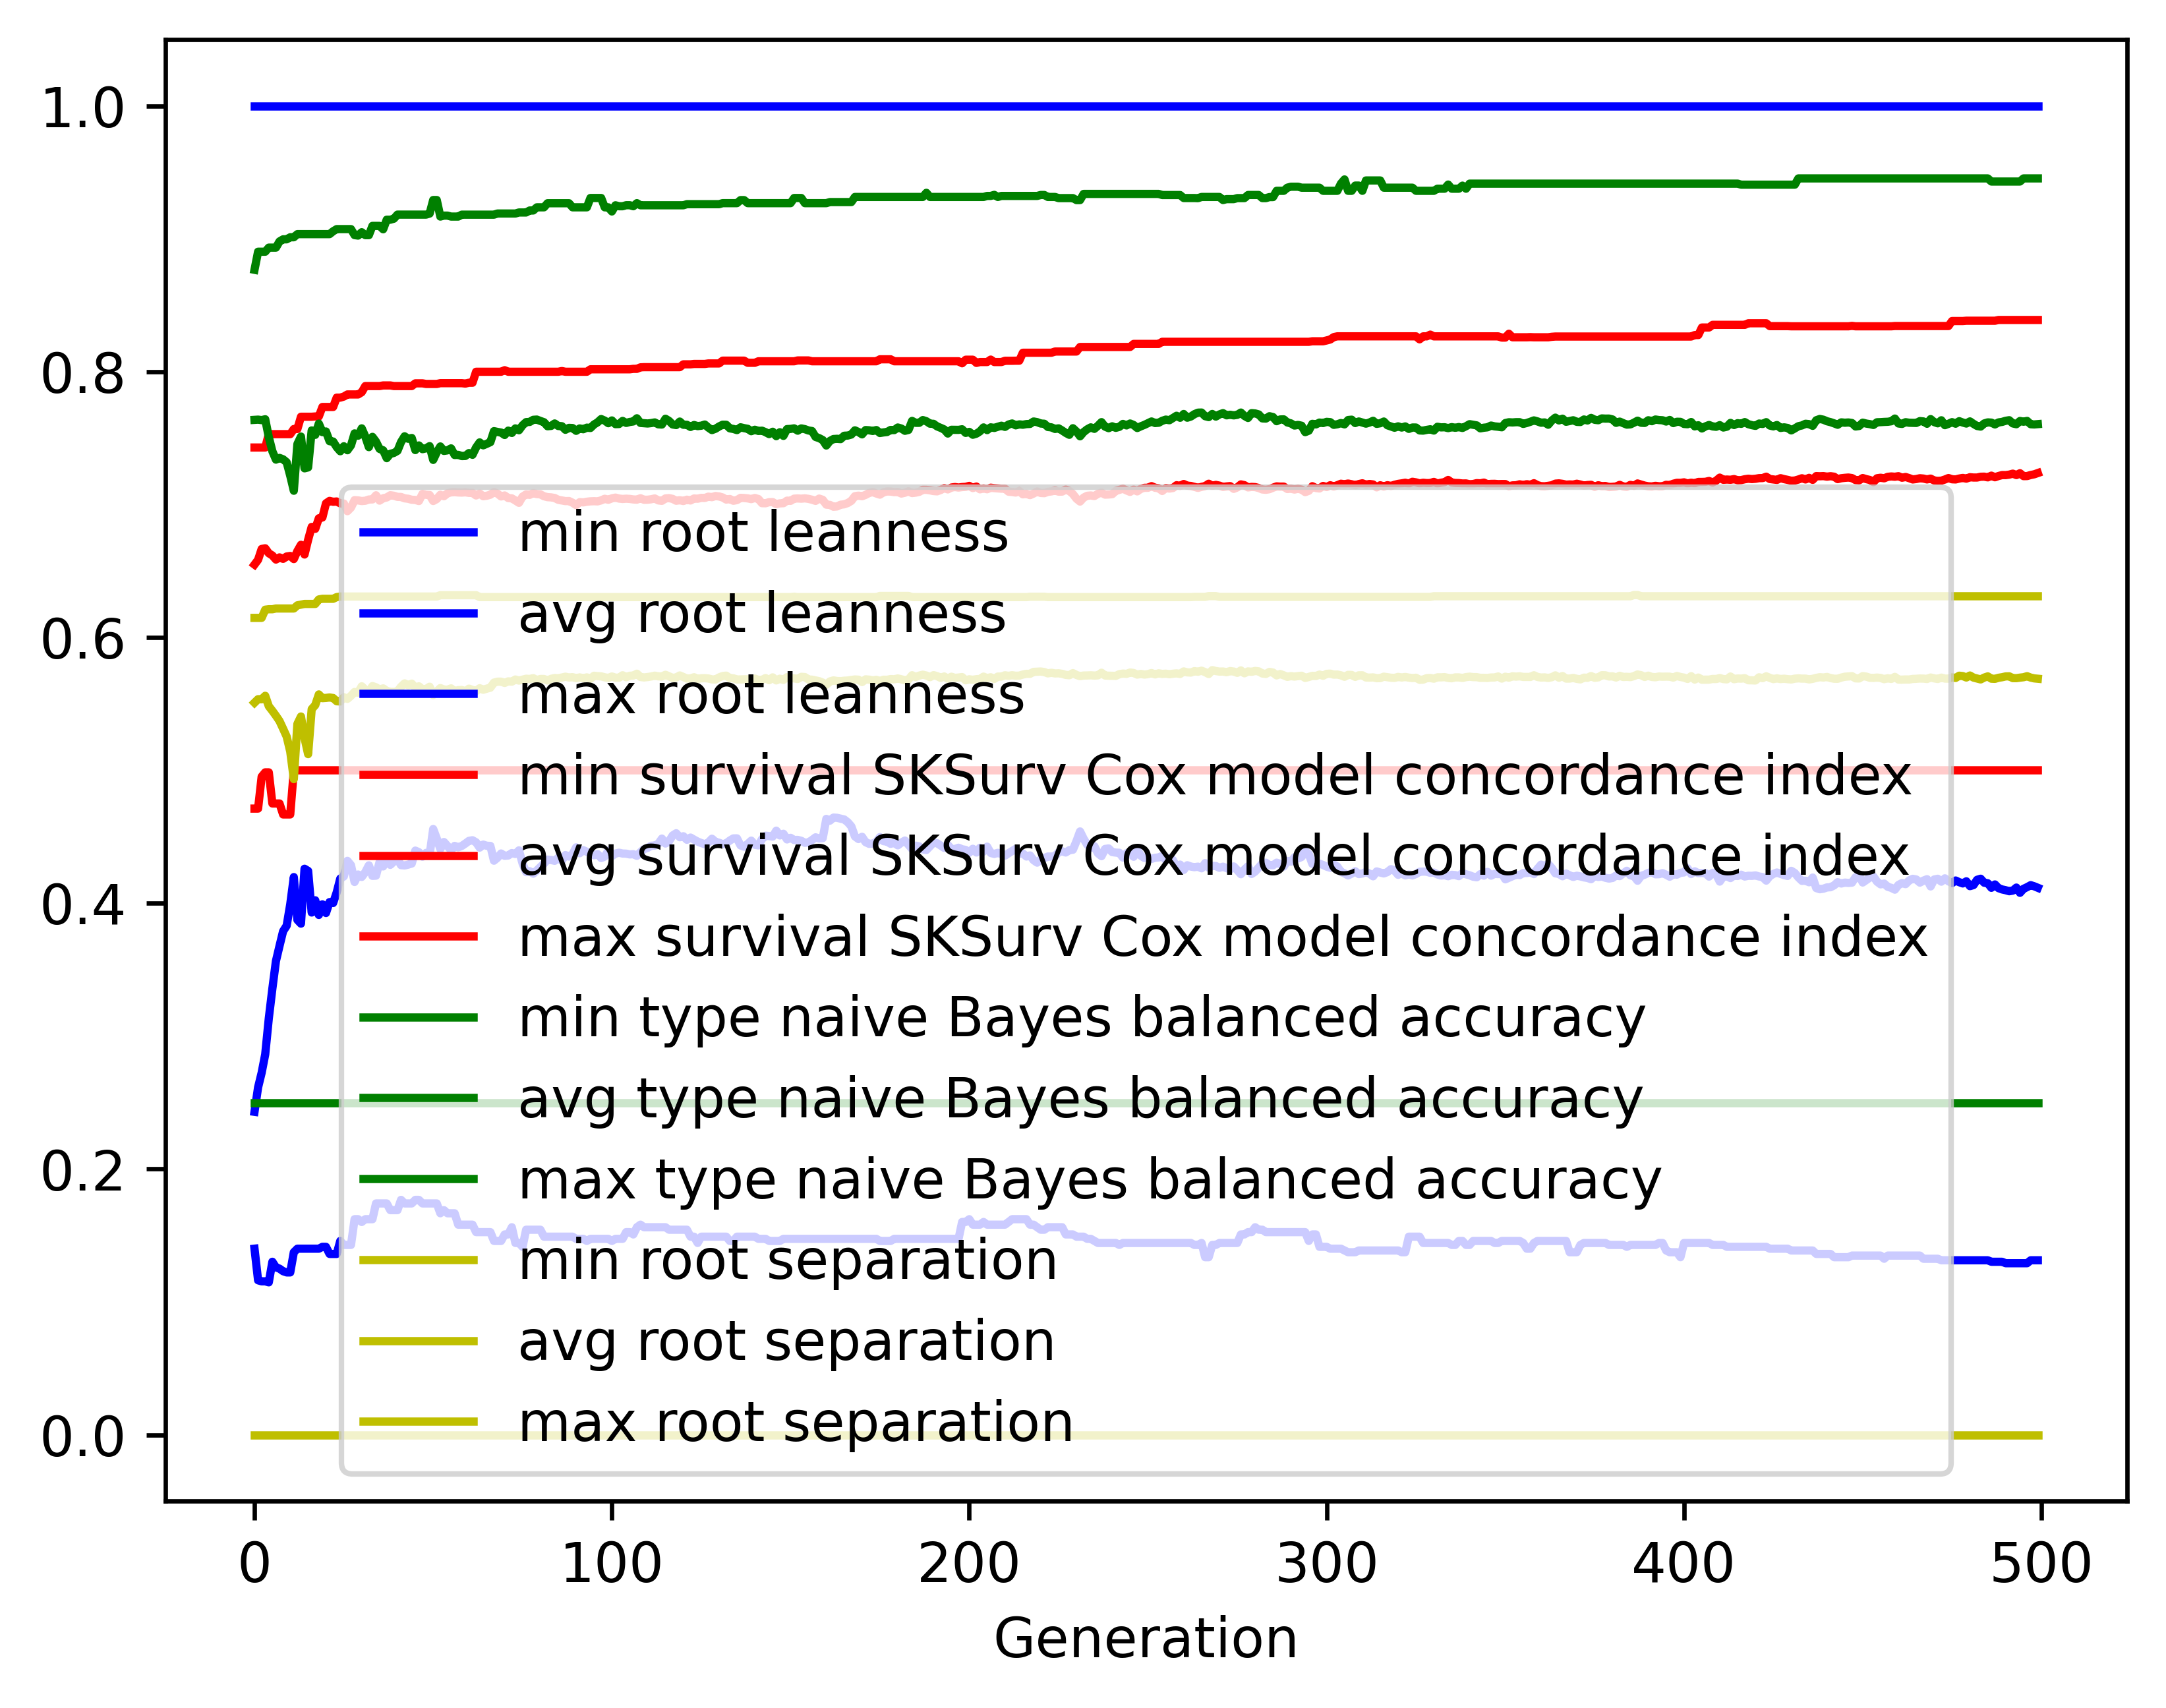 1.0
0.8
0.6
0.4
0.2
0.0
min root leanness
avg root leanness
max root leanness
min survival SKSurv Cox model concordance index
avg survival SKSurv Cox model concordance index
max survival SKSurv Cox model concordance index
min type naive Bayes balanced accuracy
avg type naive Bayes balanced accuracy
max type naive Bayes balanced accuracy
min root separation
avg root separation
max root separation
0 100 200 300 400 500
Generation